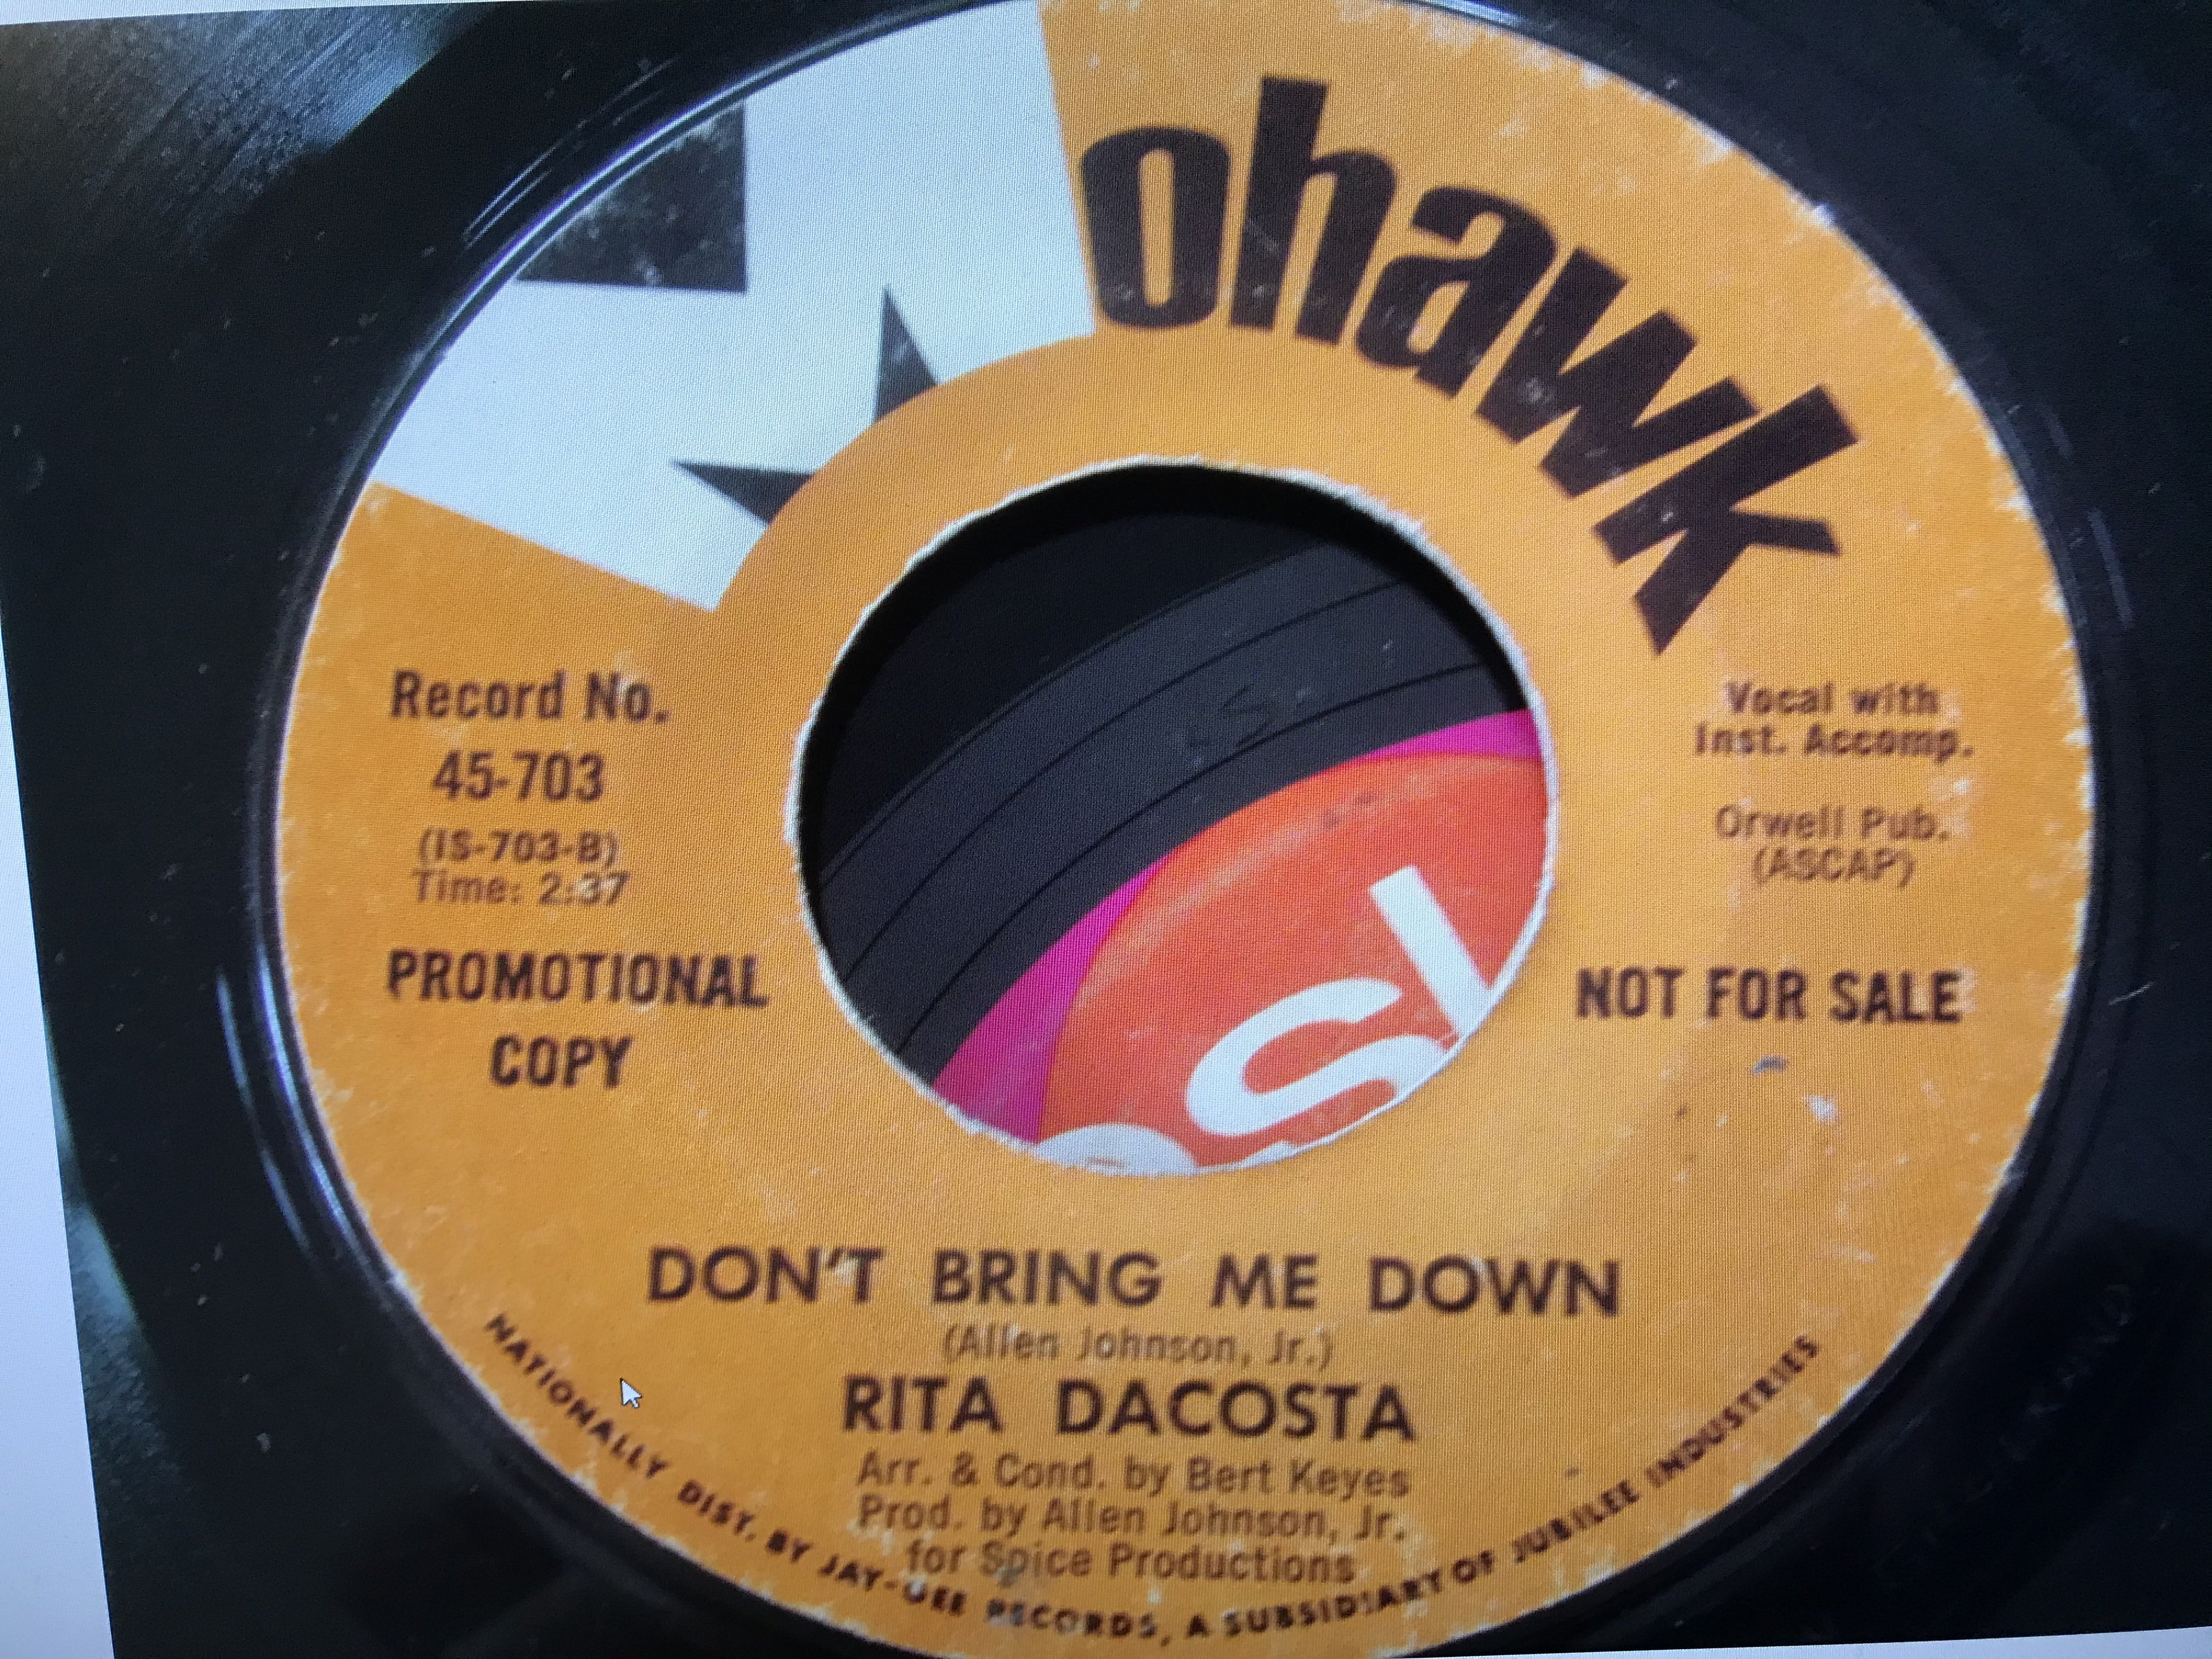 ohawk
Record No.
45-703
(IS-703-B)
Time: 2:37
PROMOTIONAL
COPY
Vocal with
Inst. Accomp.
Orwell Pub.
(ASCAP)
NOT FOR SALE
DON'T BRING ME DOWN
(Allen Johnson, Jr.)
RITA DACOSTA
Arr. & Cond. by Bert Keyes
Prod. by Allen Johnson, Jr.
for Spice Productions
NATIONALLY DIST. BY JAY-GEE RECORDS, A SUBSIDIARY OF JUBILEE INDUSTRIES